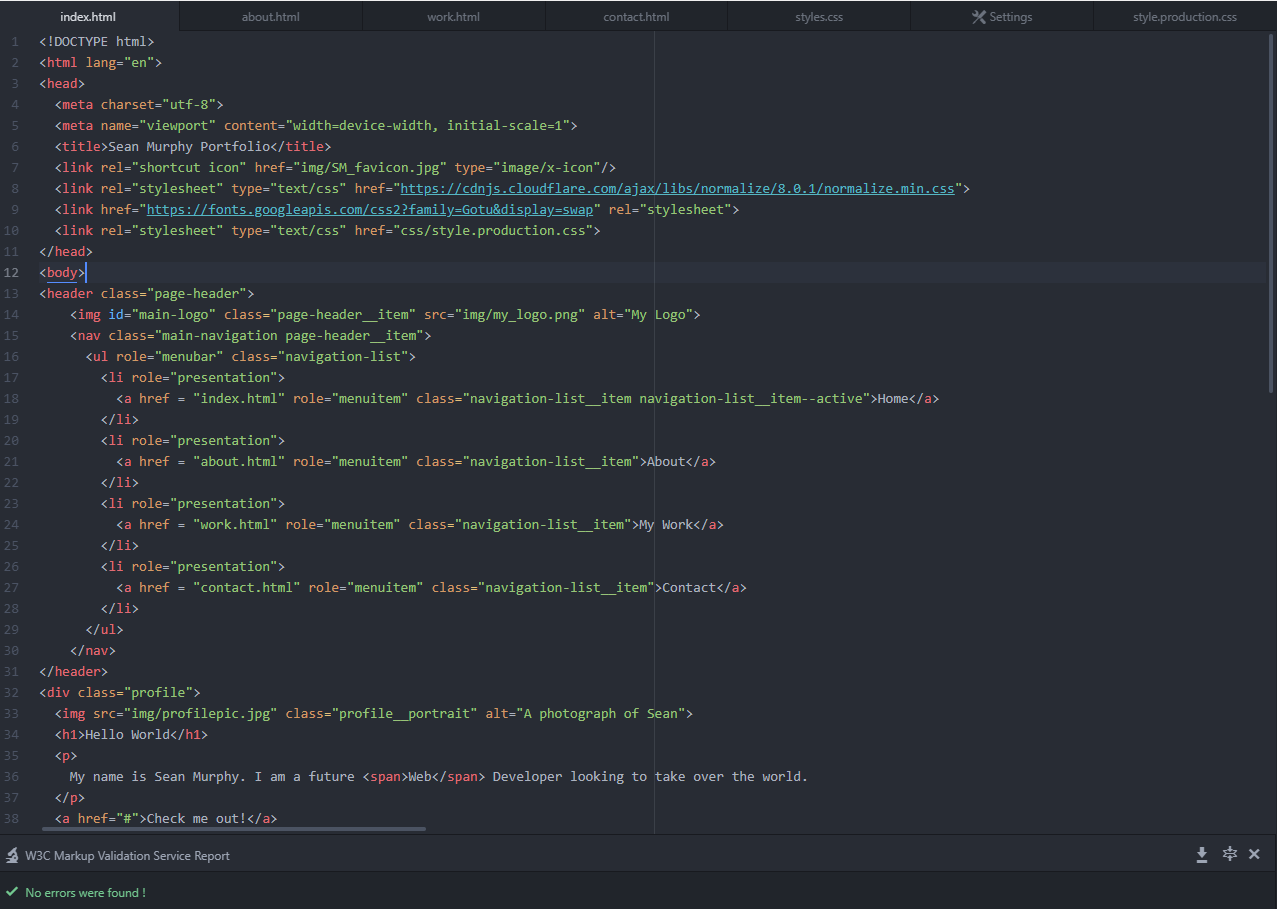 index.html about.html work.html contact.html styles.css Settings style.production.css
1 <!DOCTYPE html>
2 <html lang="en">
3 <head>
4   <meta charset="utf-8">
5   <meta name="viewport" content="width=device-width, initial-scale=1">
6   <title>Sean Murphy Portfolio</title>
7   <link rel="shortcut icon" href="img/SM_favicon.jpg" type="image/x-icon"/>
8   <link rel="stylesheet" type="text/css" href="https://cdnjs.cloudflare.com/ajax/libs/normalize/8.0.1/normalize.min.css">
9   <link href="https://fonts.googleapis.com/css2?family=Gotu&display=swap" rel="stylesheet">
10   <link rel="stylesheet" type="text/css" href="css/style.production.css">
11 </head>
12 <body>
13 <header class="page-header">
14     <img id="main-logo" class="page-header__item" src="img/my_logo.png" alt="My Logo">
15     <nav class="main-navigation page-header__item">
16       <ul role="menubar" class="navigation-list">
17         <li role="presentation">
18           <a href = "index.html" role="menuitem" class="navigation-list__item navigation-list__item--active">Home</a>
19         </li>
20         <li role="presentation">
21           <a href = "about.html" role="menuitem" class="navigation-list__item">About</a>
22         </li>
23         <li role="presentation">
24           <a href = "work.html" role="menuitem" class="navigation-list__item">My Work</a>
25         </li>
26         <li role="presentation">
27           <a href = "contact.html" role="menuitem" class="navigation-list__item">Contact</a>
28         </li>
29       </ul>
30     </nav>
31 </header>
32 <div class="profile">
33   <img src="img/profilepic.jpg" class="profile__portrait" alt="A photograph of Sean">
34   <h1>Hello World</h1>
35   <p>
36     My name is Sean Murphy. I am a future <span>Web</span> Developer looking to take over the world.
37   </p>
38   <a href="#">Check me out!</a>
W3C Markup Validation Service Report
No errors were found !